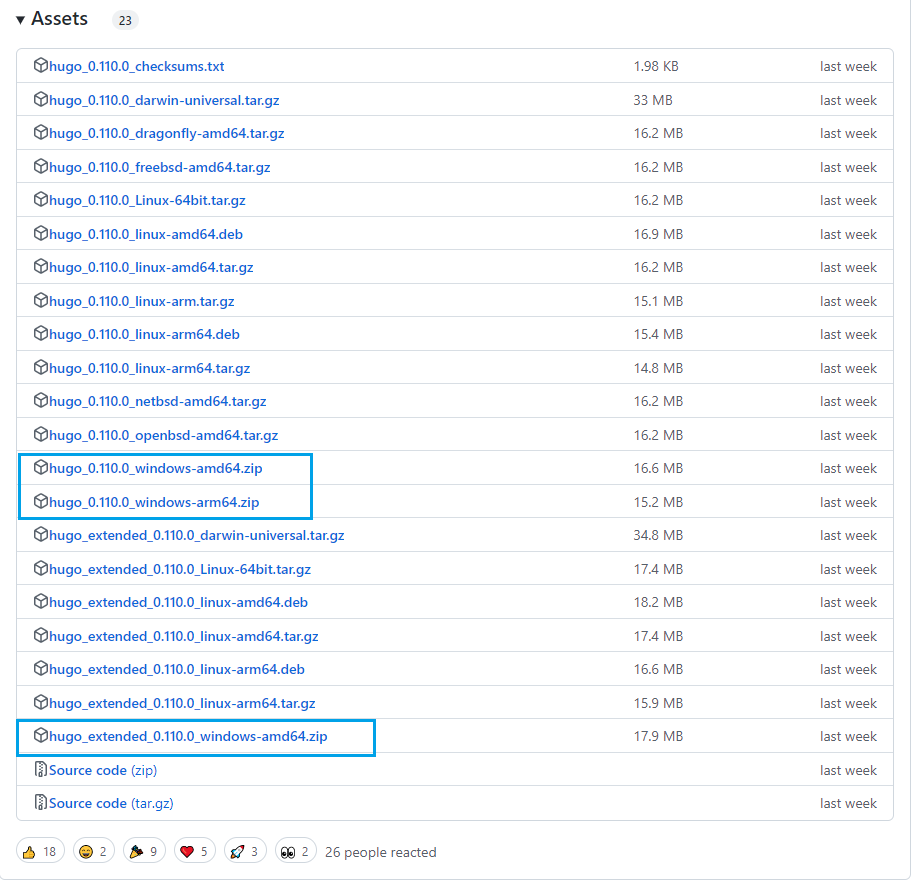 Assets 23
hugo_0.110.0_checksums.txt 1.98 KB last week
hugo_0.110.0_darwin-universal.tar.gz 33 MB last week
hugo_0.110.0_dragonfly-amd64.tar.gz 16.2 MB last week
hugo_0.110.0_freebsd-amd64.tar.gz 16.2 MB last week
hugo_0.110.0_Linux-64bit.tar.gz 16.2 MB last week
hugo_0.110.0_linux-amd64.deb 16.9 MB last week
hugo_0.110.0_linux-amd64.tar.gz 16.2 MB last week
hugo_0.110.0_linux-arm.tar.gz 15.1 MB last week
hugo_0.110.0_linux-arm64.deb 15.4 MB last week
hugo_0.110.0_linux-arm64.tar.gz 14.8 MB last week
hugo_0.110.0_netbsd-amd64.tar.gz 16.2 MB last week
hugo_0.110.0_openbsd-amd64.tar.gz 16.2 MB last week
hugo_0.110.0_windows-amd64.zip 16.6 MB last week
hugo_0.110.0_windows-arm64.zip 15.2 MB last week
hugo_extended_0.110.0_darwin-universal.tar.gz 34.8 MB last week
hugo_extended_0.110.0_Linux-64bit.tar.gz 17.4 MB last week
hugo_extended_0.110.0_linux-amd64.deb 18.2 MB last week
hugo_extended_0.110.0_linux-amd64.tar.gz 17.4 MB last week
hugo_extended_0.110.0_linux-arm64.deb 16.6 MB last week
hugo_extended_0.110.0_linux-arm64.tar.gz 15.9 MB last week
hugo_extended_0.110.0_windows-amd64.zip 17.9 MB last week
Source code (zip) last week
Source code (tar.gz) last week
18 2 9 5 3 2 26 people reacted